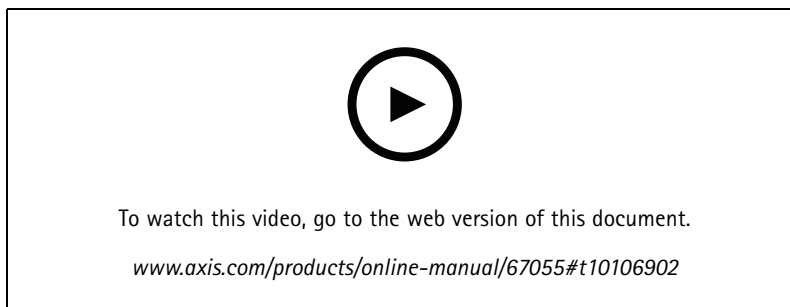 To watch this video, go to the web version of this document.
www.axis.com/products/online-manual/67055#t10106902